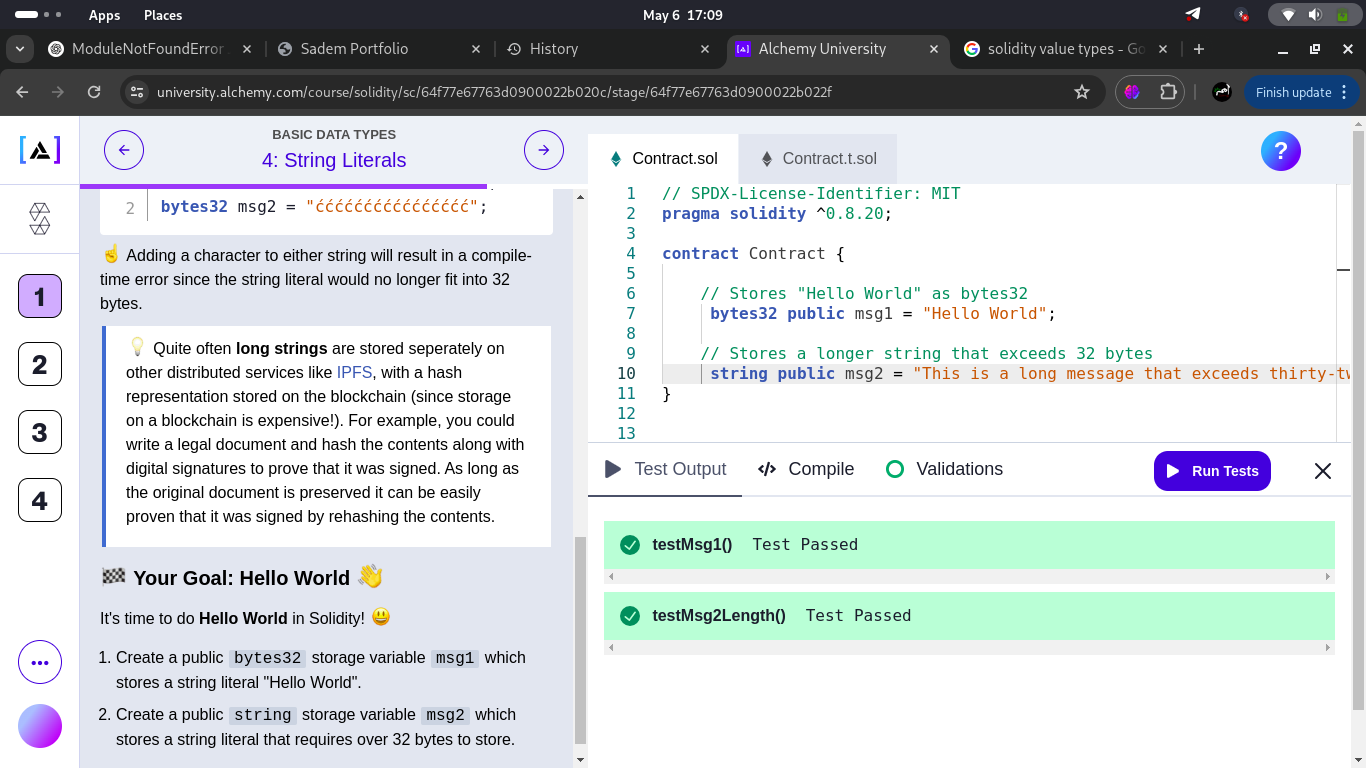 Apps Places May 6 17:09
ModuleNotFoundError Sadem Portfolio History Alchemy University solidity value types - Go
university.alchemy.com/course/solidity/sc/64f77e67763d0900022b020c/stage/64f77e67763d0900022b022f Finish update
BASIC DATA TYPES
4: String Literals
2 bytes32 msg2 = "ćććććććććććććććć";
☝️ Adding a character to either string will result in a compile-
time error since the string literal would no longer fit into 32
bytes.
💡 Quite often long strings are stored seperately on
other distributed services like IPFS, with a hash
representation stored on the blockchain (since storage
on a blockchain is expensive!). For example, you could
write a legal document and hash the contents along with
digital signatures to prove that it was signed. As long as
the original document is preserved it can be easily
proven that it was signed by rehashing the contents.
🏁 Your Goal: Hello World 👋
It's time to do Hello World in Solidity! 😃
1. Create a public bytes32 storage variable msg1 which
stores a string literal "Hello World".
2. Create a public string storage variable msg2 which
stores a string literal that requires over 32 bytes to store.
1
2
3
4
Contract.sol Contract.t.sol ?
1 // SPDX-License-Identifier: MIT
2 pragma solidity ^0.8.20;
3
4 contract Contract {
5
6 // Stores "Hello World" as bytes32
7 bytes32 public msg1 = "Hello World";
8
9 // Stores a longer string that exceeds 32 bytes
10 string public msg2 = "This is a long message that exceeds thirty-tw
11 }
12
13
Test Output Compile Validations Run Tests
testMsg1() Test Passed
testMsg2Length() Test Passed